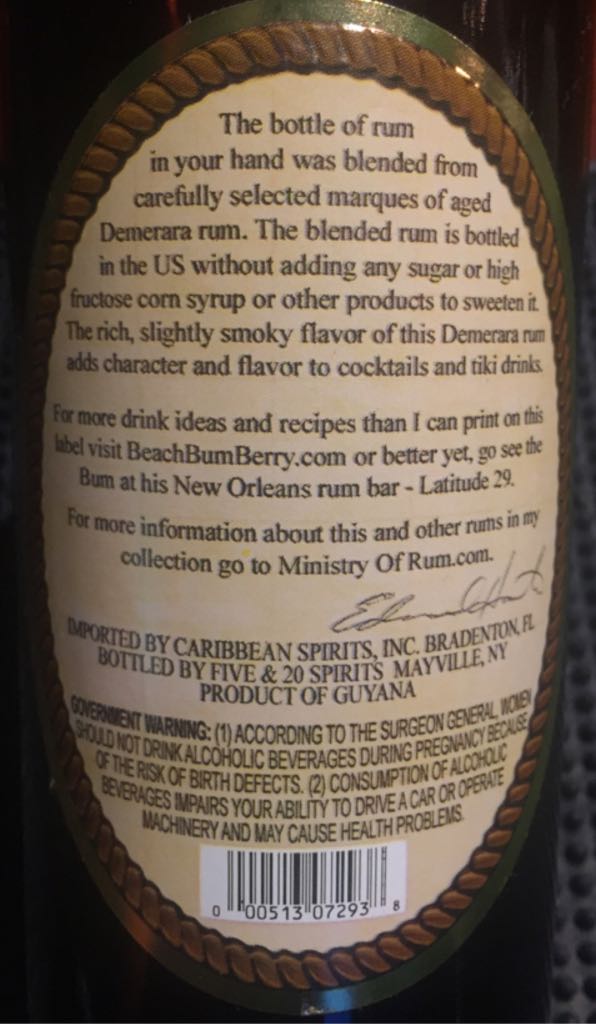 The bottle of rum
in your hand was blended from
carefully selected marques of aged
Demerara rum. The blended rum is bottled
in the US without adding any sugar or high
fructose corn syrup or other products to sweeten it.
The rich, slightly smoky flavor of this Demerara rum
adds character and flavor to cocktails and tiki drinks.
For more drink ideas and recipes than I can print on this
label visit BeachBumBerry.com or better yet, go see the
Bum at his New Orleans rum bar - Latitude 29.
For more information about this and other rums in my
collection go to Ministry Of Rum.com.
IMPORTED BY CARIBBEAN SPIRITS, INC. BRADENTON, FL
BOTTLED BY FIVE & 20 SPIRITS MAYVILLE, NY
PRODUCT OF GUYANA
GOVERNMENT WARNING: (1) ACCORDING TO THE SURGEON GENERAL, WOMEN
SHOULD NOT DRINK ALCOHOLIC BEVERAGES DURING PREGNANCY BECAUSE
OF THE RISK OF BIRTH DEFECTS. (2) CONSUMPTION OF ALCOHOLIC
BEVERAGES IMPAIRS YOUR ABILITY TO DRIVE A CAR OR OPERATE
MACHINERY AND MAY CAUSE HEALTH PROBLEMS.
0 00513 07293 8